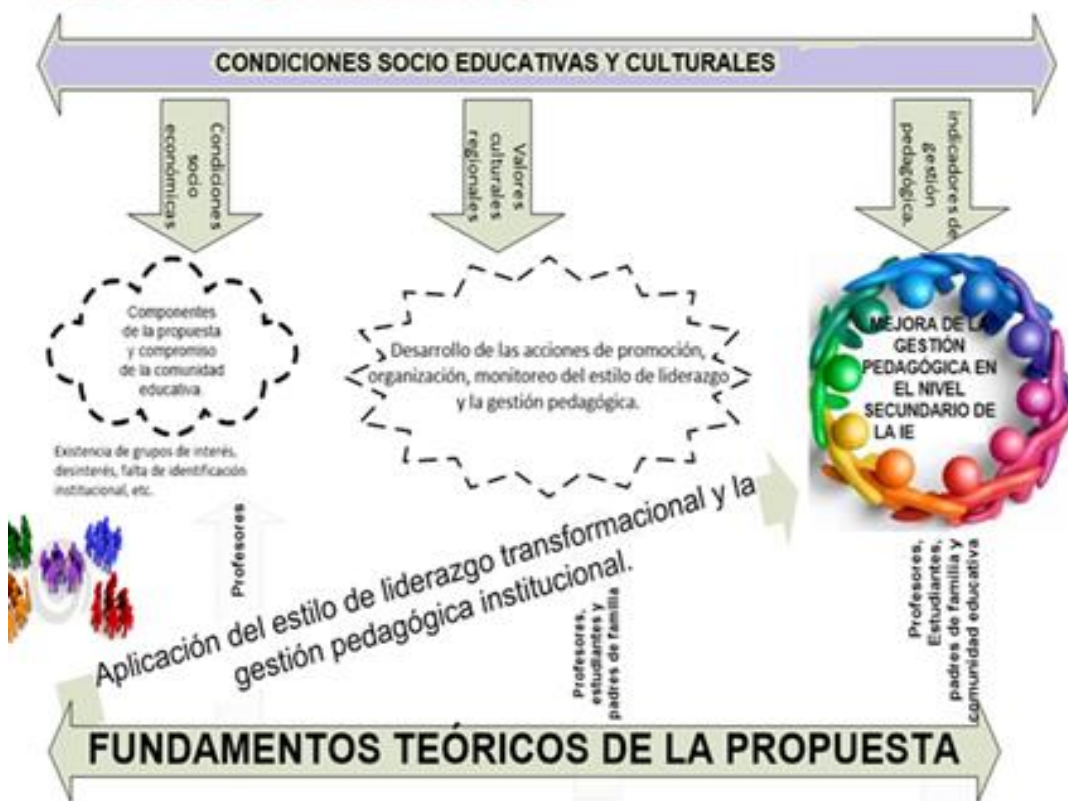 CONDICIONES SOCIO EDUCATIVAS Y CULTURALES
Condiciones
socio
económicas
Valores
culturales
regionales
indicadores de
gestión
pedagógica.
Componentes
de la propuesta
y compromiso
de la comunidad
educativa.
Desarrollo de las acciones de promoción,
organización, monitoreo del estilo de liderazgo
y la gestión pedagógica.
MEJORA DE LA
GESTIÓN
PEDAGÓGICA EN
EL NIVEL
SECUNDARIO DE
LA IE
Existencia de grupos de interés,
desinterés, falta de identificación
institucional, etc.
Profesores
Aplicación del estilo de liderazgo transformacional y la
gestión pedagógica institucional.
Profesores,
estudiantes y
padres de familia
Profesores,
Estudiantes,
padres de familia y
comunidad educativa
FUNDAMENTOS TEÓRICOS DE LA PROPUESTA